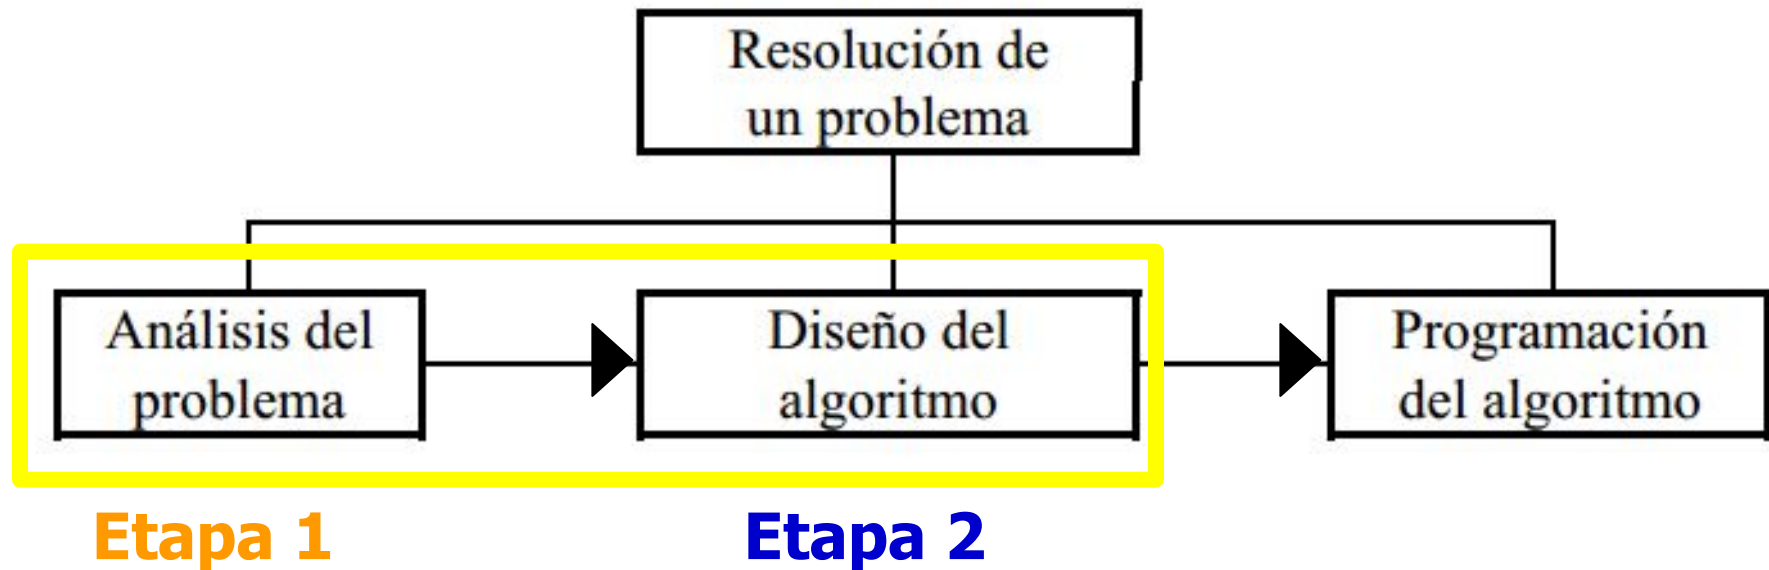 Resolución de
un problema
Análisis del
problema
Diseño del
algoritmo
Programación
del algoritmo
Etapa 1
Etapa 2